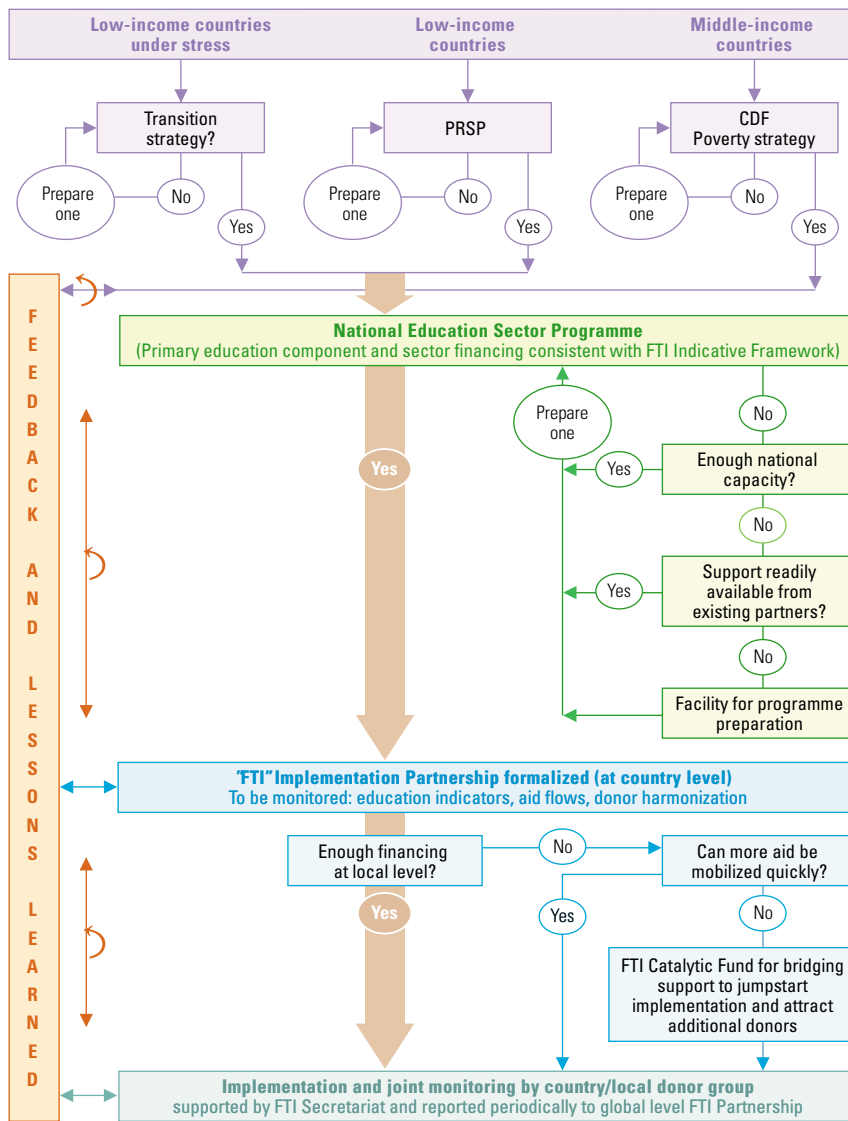 Low-income countries
under stress
Low-income
countries
Middle-income
countries
Transition
strategy?
PRSP
CDF
Poverty strategy
Prepare
one
No
Yes
Prepare
one
No
Yes
Prepare
one
No
Yes
FEEDBACK AND LESSONS LEARNED
National Education Sector Programme
(Primary education component and sector financing consistent with FTI Indicative Framework)
Prepare
one
No
Yes
Yes
Enough national
capacity?
No
Yes
Support readily
available from
existing partners?
No
Facility for programme
preparation
"FTI" Implementation Partnership formalized (at country level)
To be monitored: education indicators, aid flows, donor harmonization
Enough financing
at local level?
No
Can more aid be
mobilized quickly?
Yes
Yes
No
FTI Catalytic Fund for bridging
support to jumpstart
implementation and attract
additional donors
Implementation and joint monitoring by country/local donor group
supported by FTI Secretariat and reported periodically to global level FTI Partnership